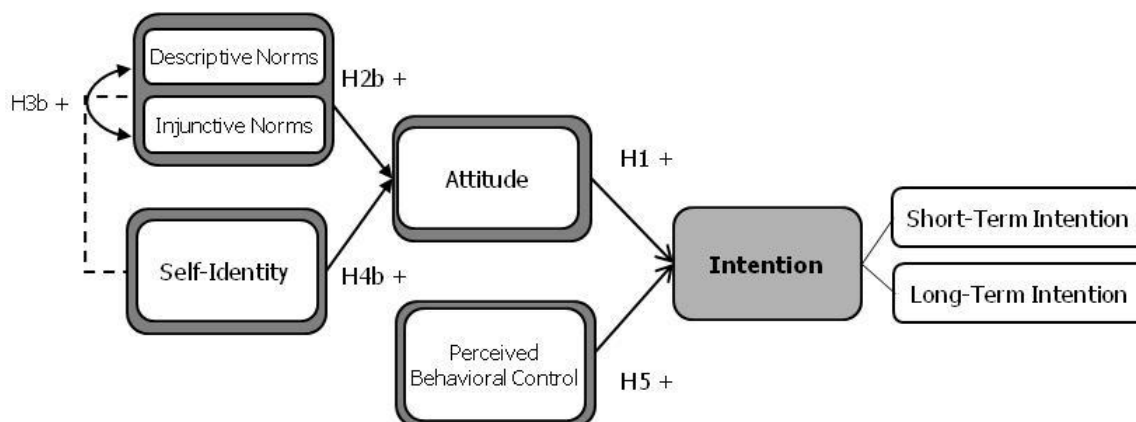 Descriptive Norms
H2b +
H3b +
Injunctive Norms
Attitude
H1 +
Short-Term Intention
Self-Identity
H4b +
Intention
Long-Term Intention
Perceived
Behavioral Control
H5 +